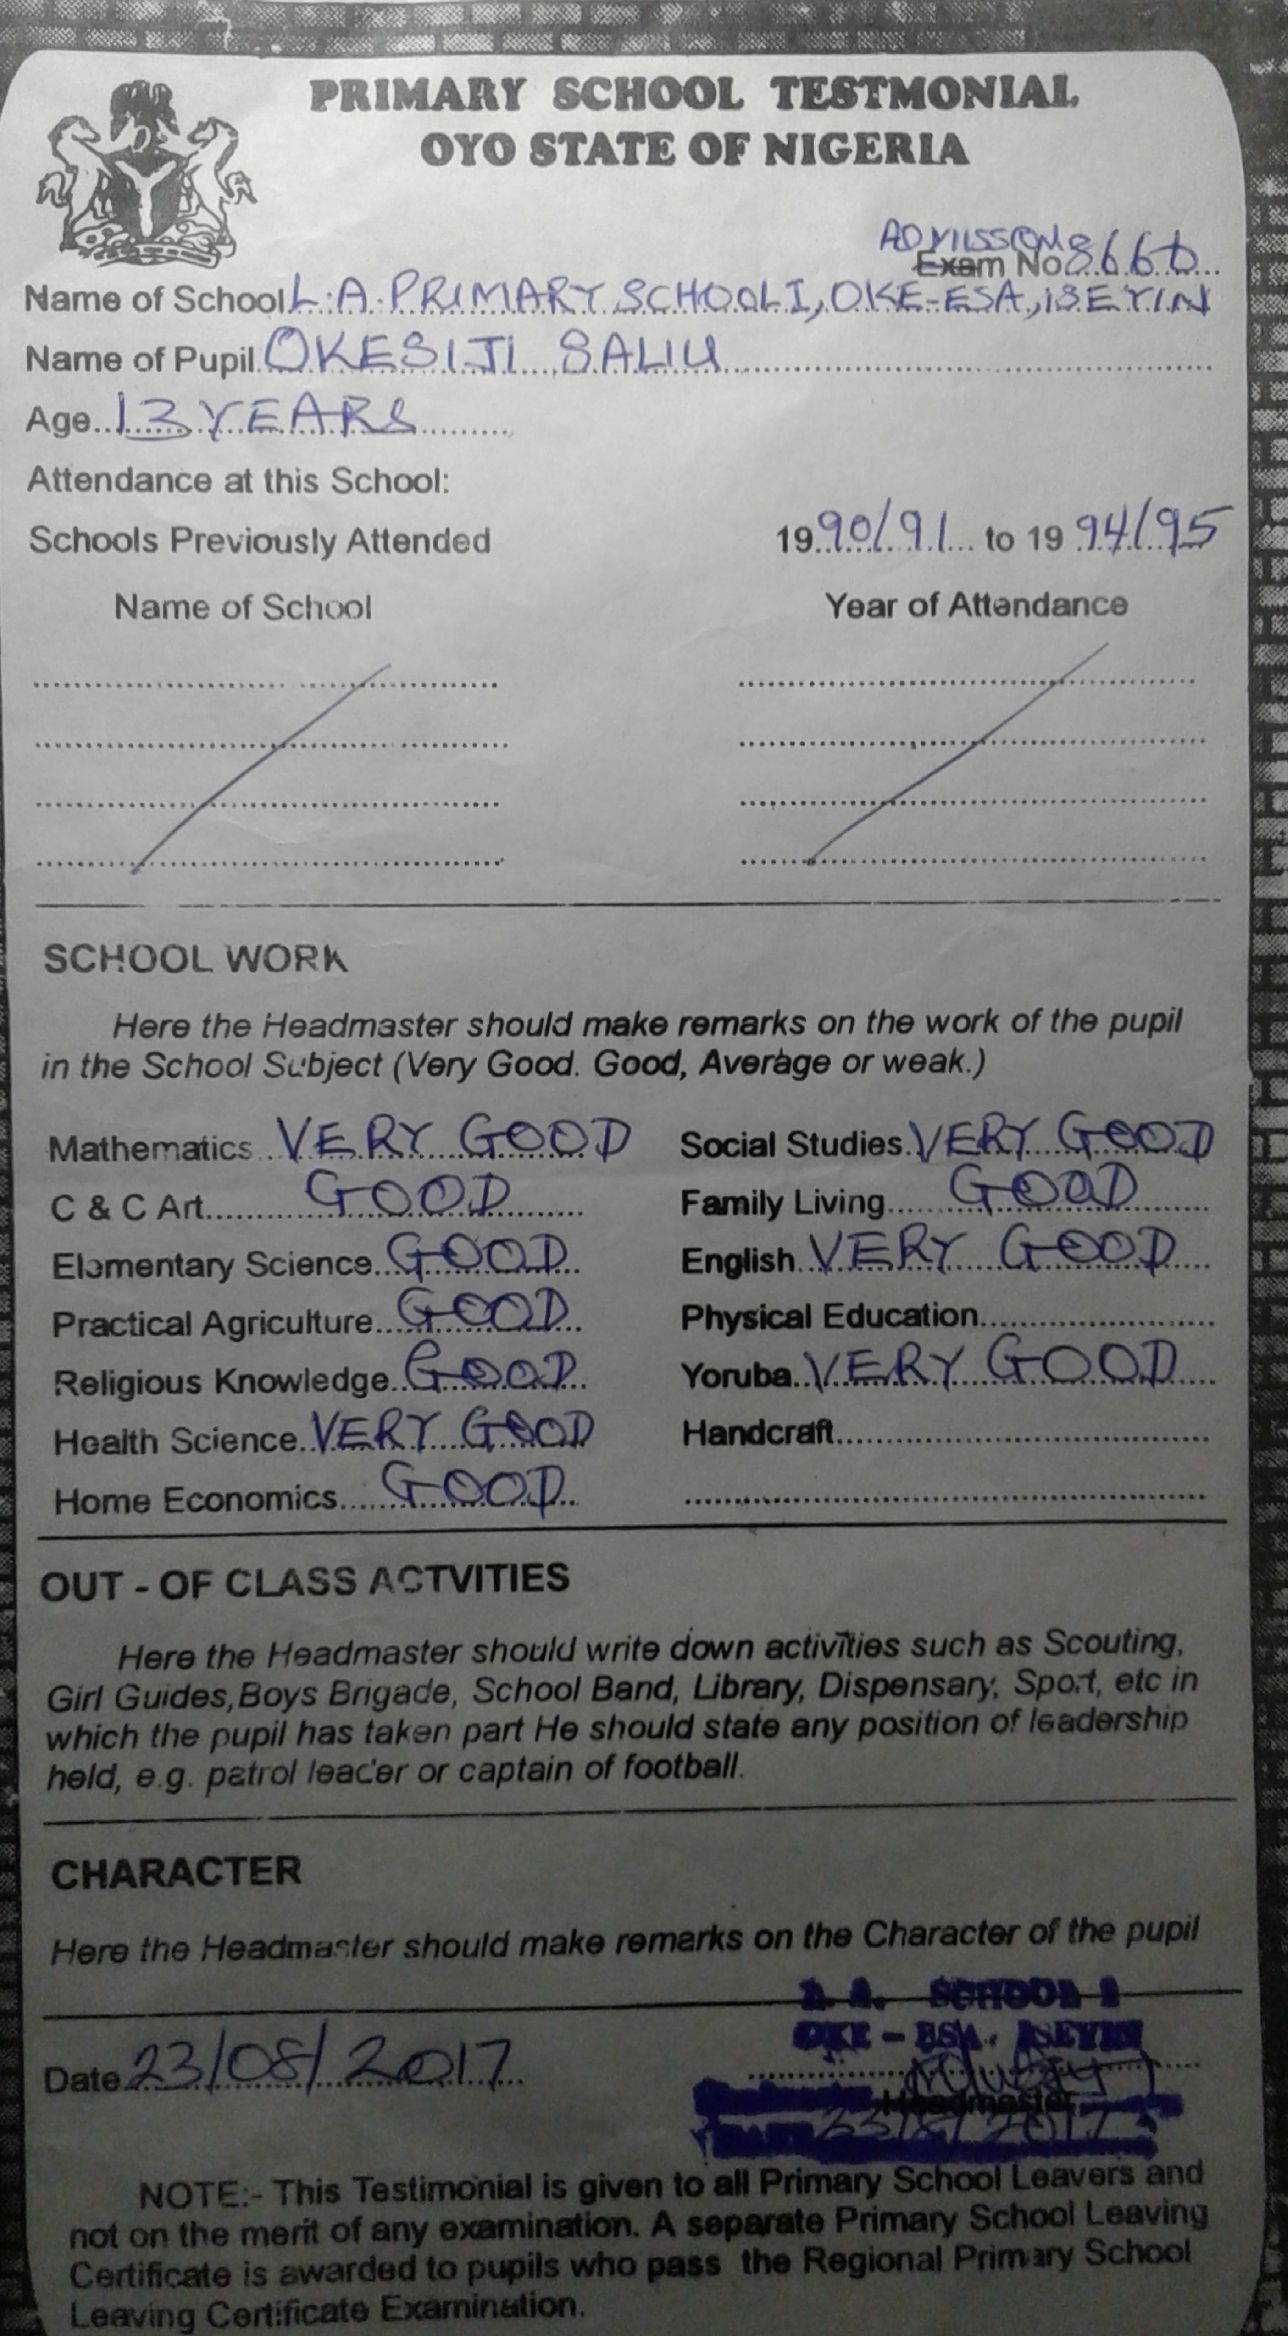 PRIMARY SCHOOL TESTMONIAL
OYO STATE OF NIGERIA
ADMISSION
Exam No 8660
Name of School L.A. PRIMARY SCHOOL I, OKE-ESA, ISEYIN
Name of Pupil OKESIJI SALIU
Age 13 YEARS
Attendance at this School:
Schools Previously Attended 19 90/91 to 19 94/95
Name of School Year of Attendance
SCHOOL WORK
Here the Headmaster should make remarks on the work of the pupil
in the School Subject (Very Good. Good, Average or weak.)
Mathematics VERY GOOD Social Studies VERY GOOD
C & C Art GOOD Family Living GOOD
Elementary Science GOOD English VERY GOOD
Practical Agriculture GOOD Physical Education
Religious Knowledge GOOD Yoruba VERY GOOD
Health Science VERY GOOD Handcraft
Home Economics GOOD
OUT - OF CLASS ACTVITIES
Here the Headmaster should write down activities such as Scouting,
Girl Guides, Boys Brigade, School Band, Library, Dispensary, Sport, etc in
which the pupil has taken part He should state any position of leadership
held, e.g. patrol leader or captain of football.
CHARACTER
Here the Headmaster should make remarks on the Character of the pupil
L. A. SCHOOL I
OKE - ESA, ISEYIN
Date 23/08/2017
Headmaster
23/8/2017
NOTE:- This Testimonial is given to all Primary School Leavers and
not on the merit of any examination. A separate Primary School Leaving
Certificate is awarded to pupils who pass the Regional Primary School
Leaving Certificate Examination.